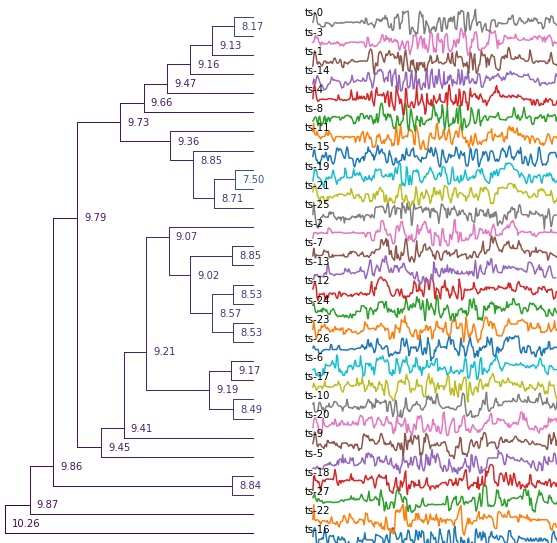 ts-0
8.17
ts-3
9.13
ts-1
9.16
ts-14
9.47
ts-4
9.66
ts-8
9.73
ts-11
9.36
ts-15
8.85
ts-19
7.50
ts-21
8.71
ts-25
9.79
ts-2
9.07
ts-7
8.85
ts-13
9.02
ts-12
8.53
ts-24
8.57
ts-23
8.53
ts-26
9.21
ts-6
9.17
ts-17
9.19
ts-10
8.49
ts-20
9.41
ts-9
9.45
ts-5
9.86
ts-18
8.84
ts-27
9.87
ts-22
10.26
ts-16